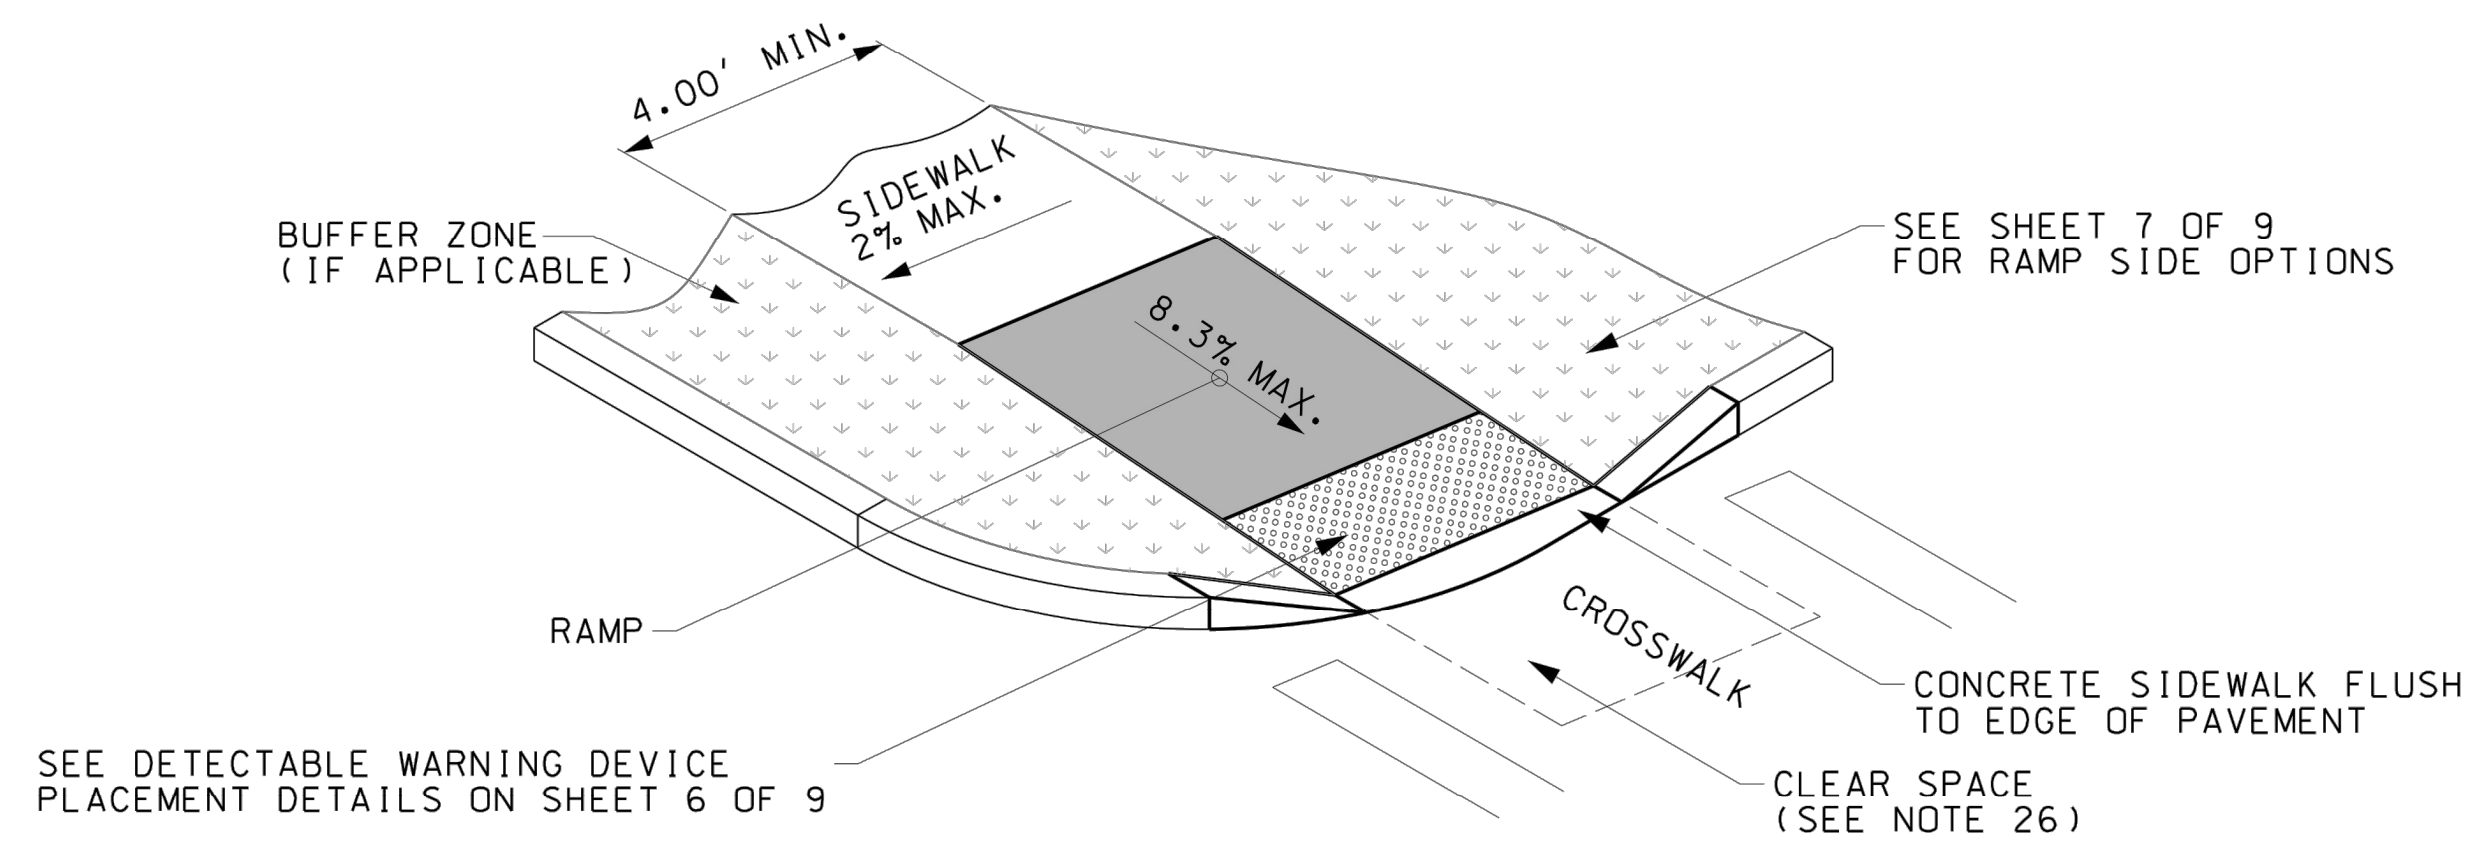 4.00' MIN.
SIDEWALK
2% MAX.
BUFFER ZONE
(IF APPLICABLE)
SEE SHEET 7 OF 9
FOR RAMP SIDE OPTIONS
8.3% MAX.
RAMP
CROSSWALK
CONCRETE SIDEWALK FLUSH
TO EDGE OF PAVEMENT
SEE DETECTABLE WARNING DEVICE
PLACEMENT DETAILS ON SHEET 6 OF 9
CLEAR SPACE
(SEE NOTE 26)